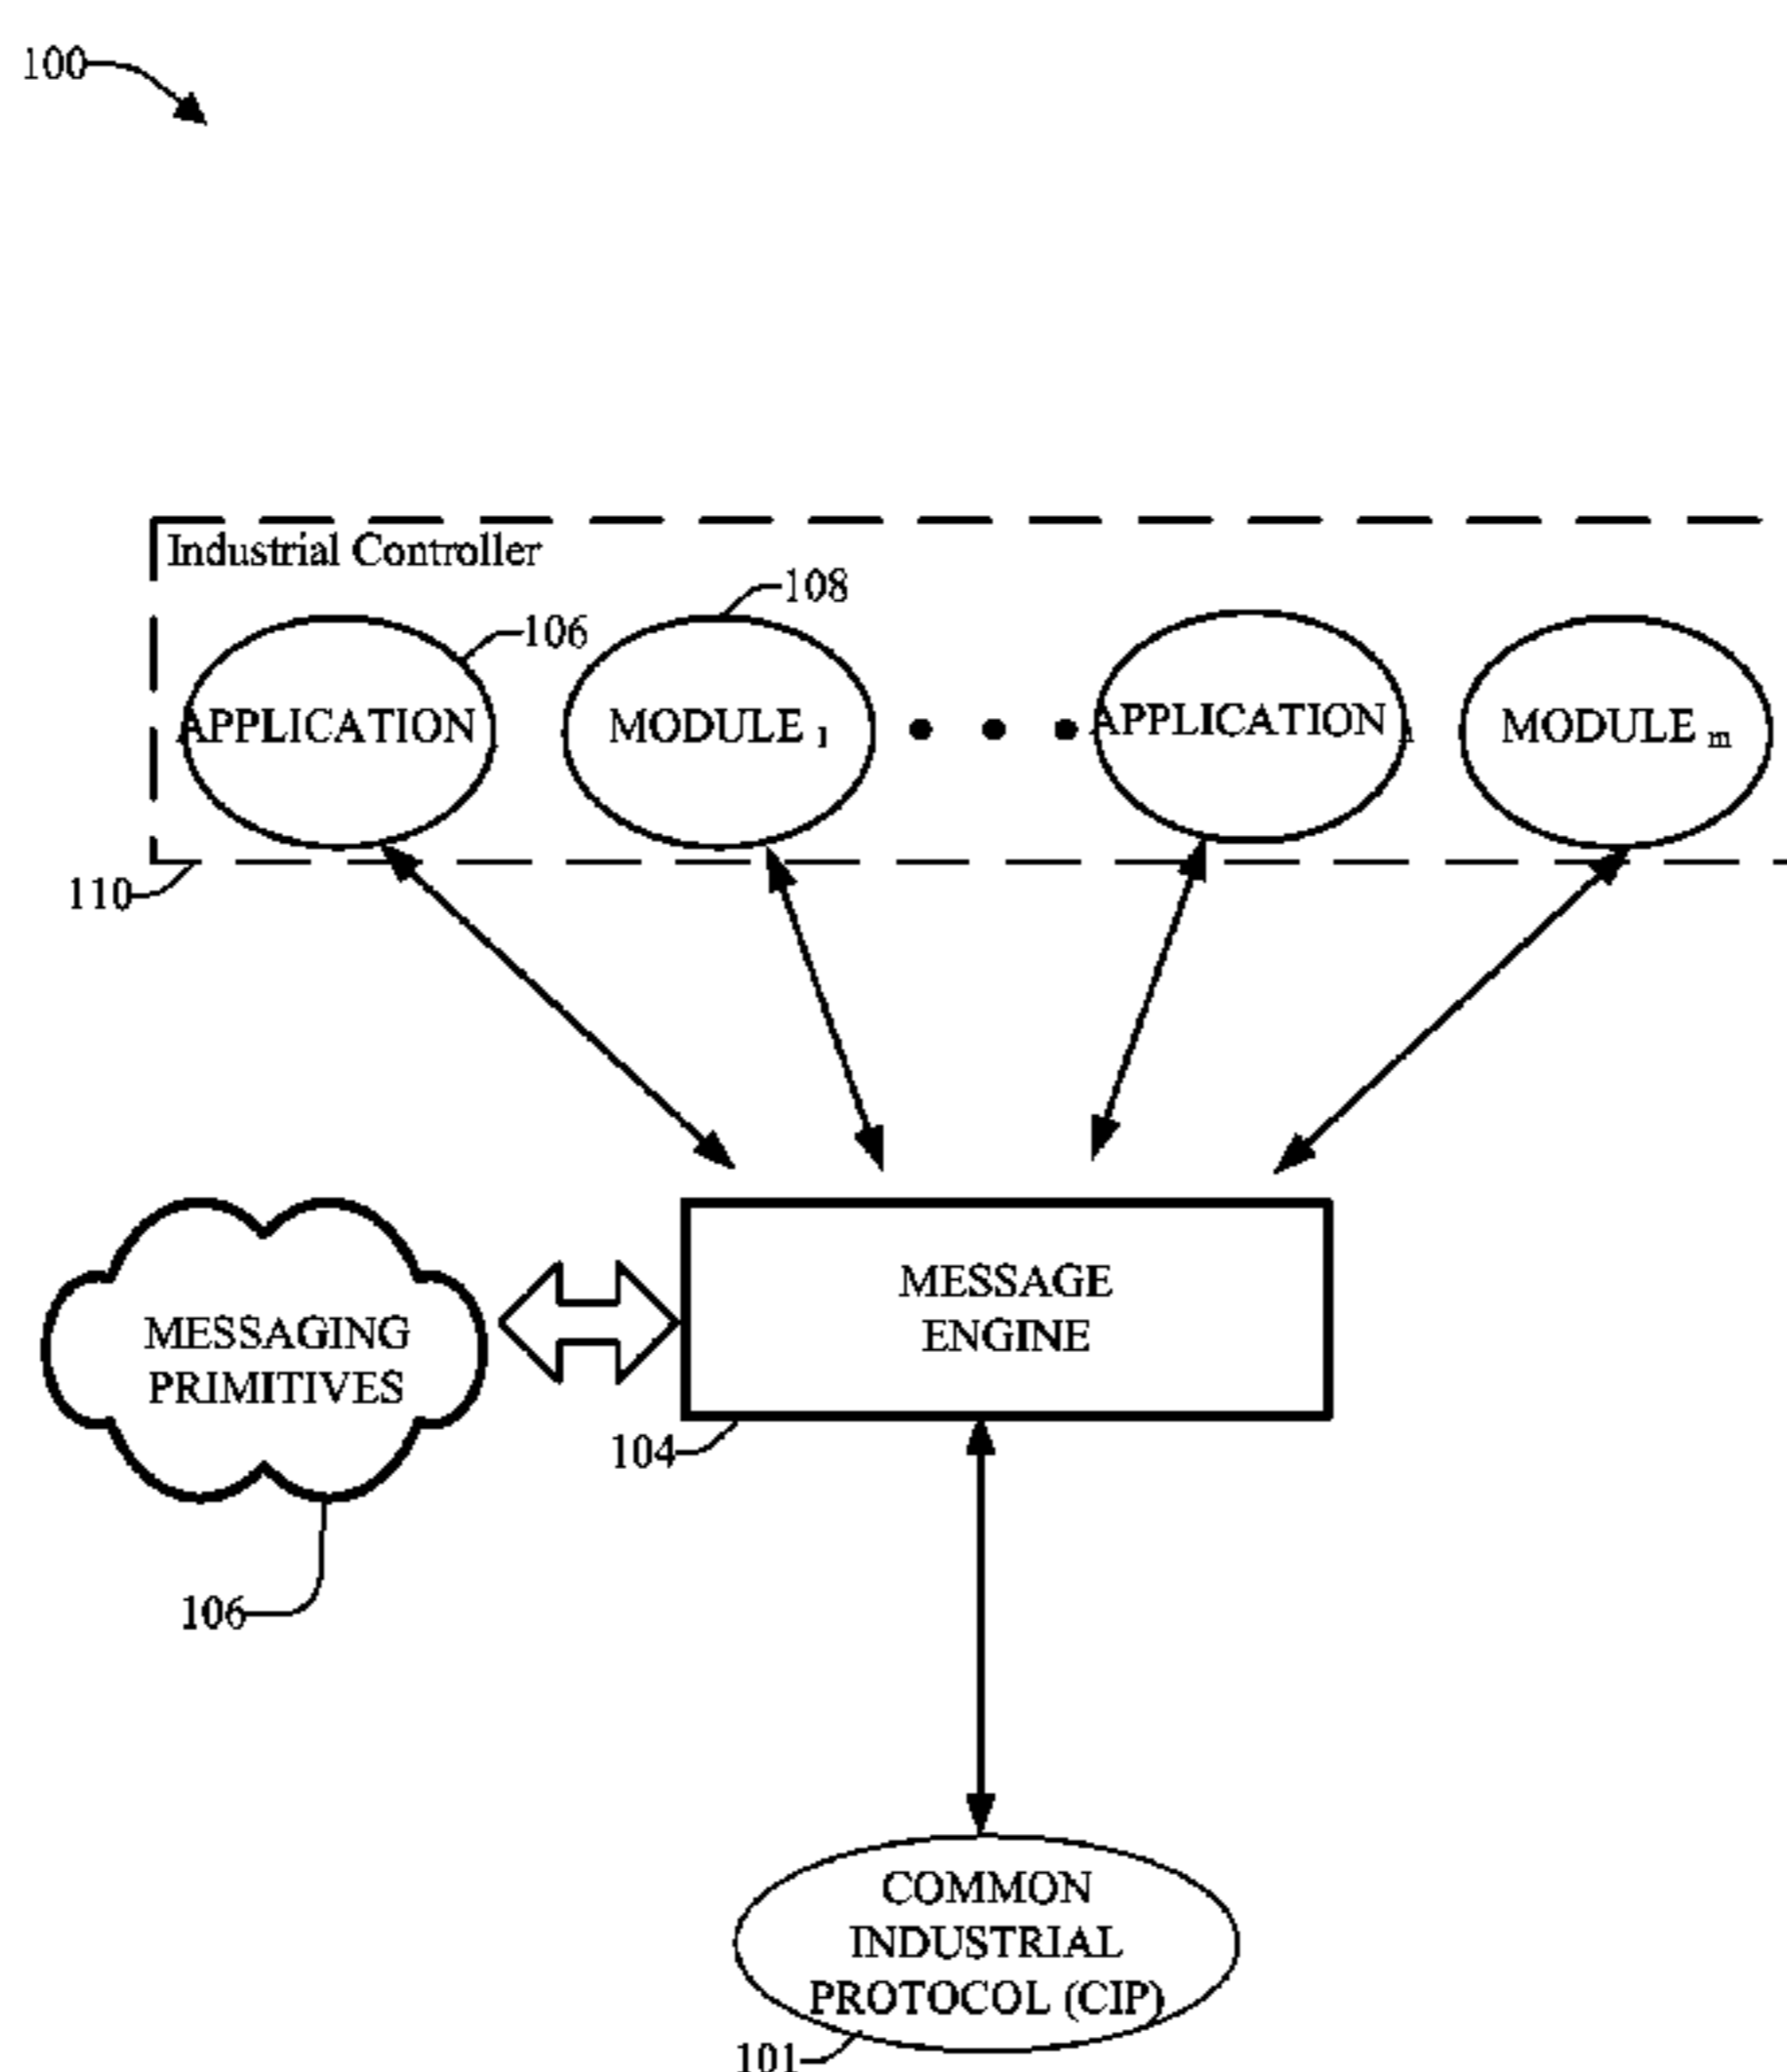 100
Industrial Controller
108
106
APPLICATION
MODULE 1
APPLICATION
MODULE m
110
MESSAGE
ENGINE
MESSAGING
PRIMITIVES
104
106
COMMON
INDUSTRIAL
PROTOCOL (CIP)
101